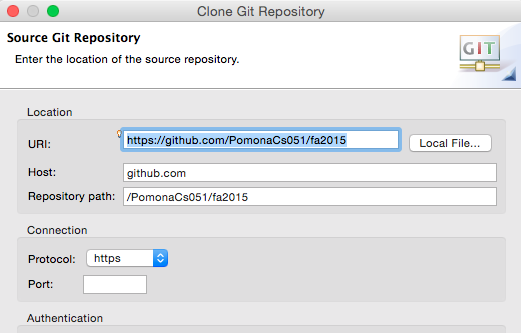 Clone Git Repository
Source Git Repository
Enter the location of the source repository.
GIT
Location
URI: https://github.com/PomonaCs051/fa2015 Local File...
Host: github.com
Repository path: /PomonaCs051/fa2015
Connection
Protocol: https
Port:
Authentication